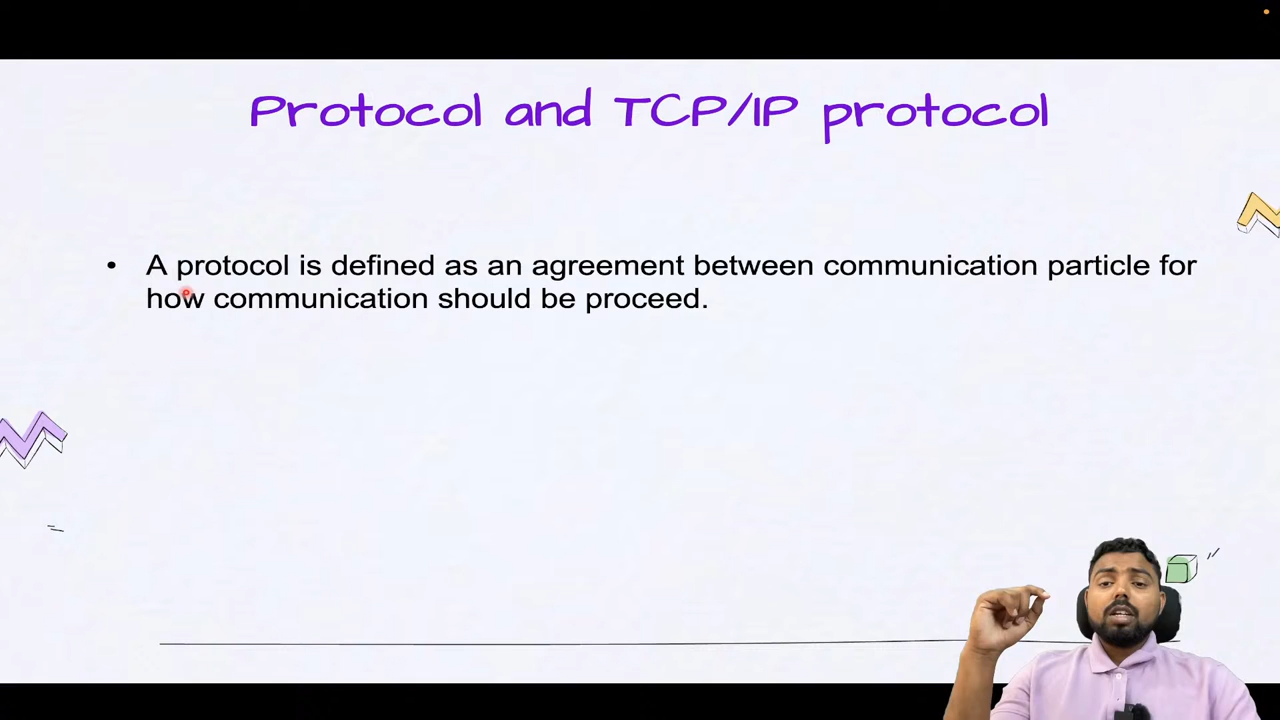 Protocol and TCP/IP protocol
• A protocol is defined as an agreement between communication particle for
how communication should be proceed.